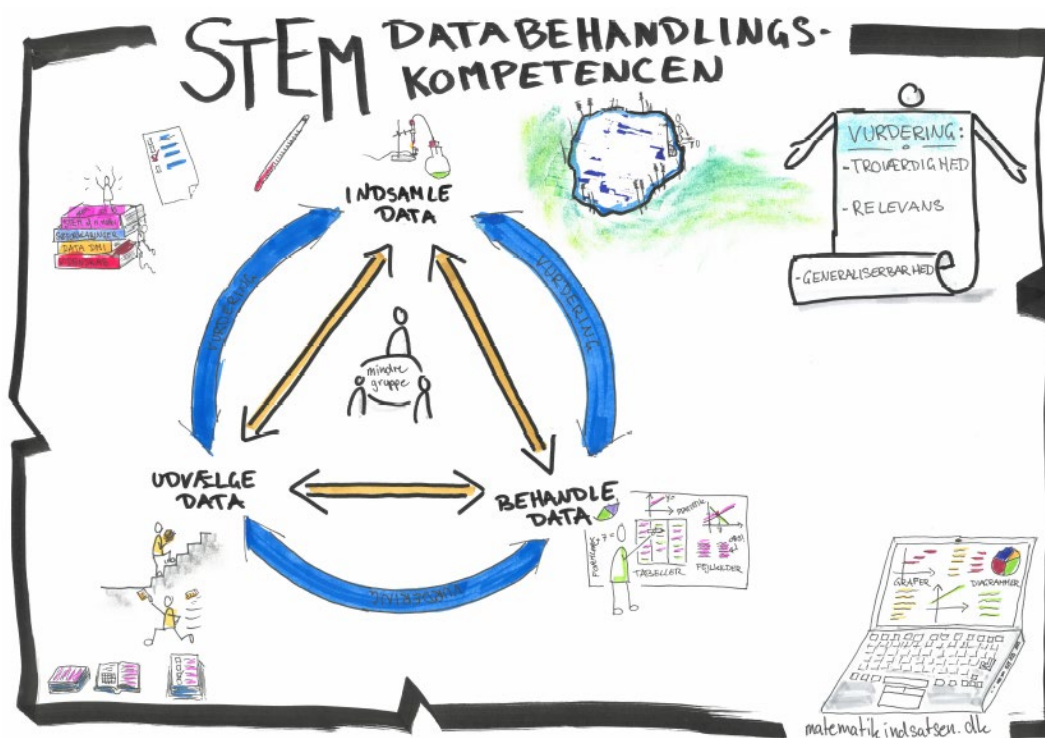 STEM DATABEHANDLINGS-
KOMPETENCEN
INDSAMLE
DATA
VURDERING:
-TROVÆRDIGHED
-RELEVANS
-GENERALISERBARHED
DATA DMI
VURDERING
VURDERING
mindre
gruppe
UDVÆLGE
DATA
BEHANDLE
DATA
VURDERING
TABELLER
FEJLKILDER
GRAFER
DIAGRAMMER
matematikindsatsen.dk